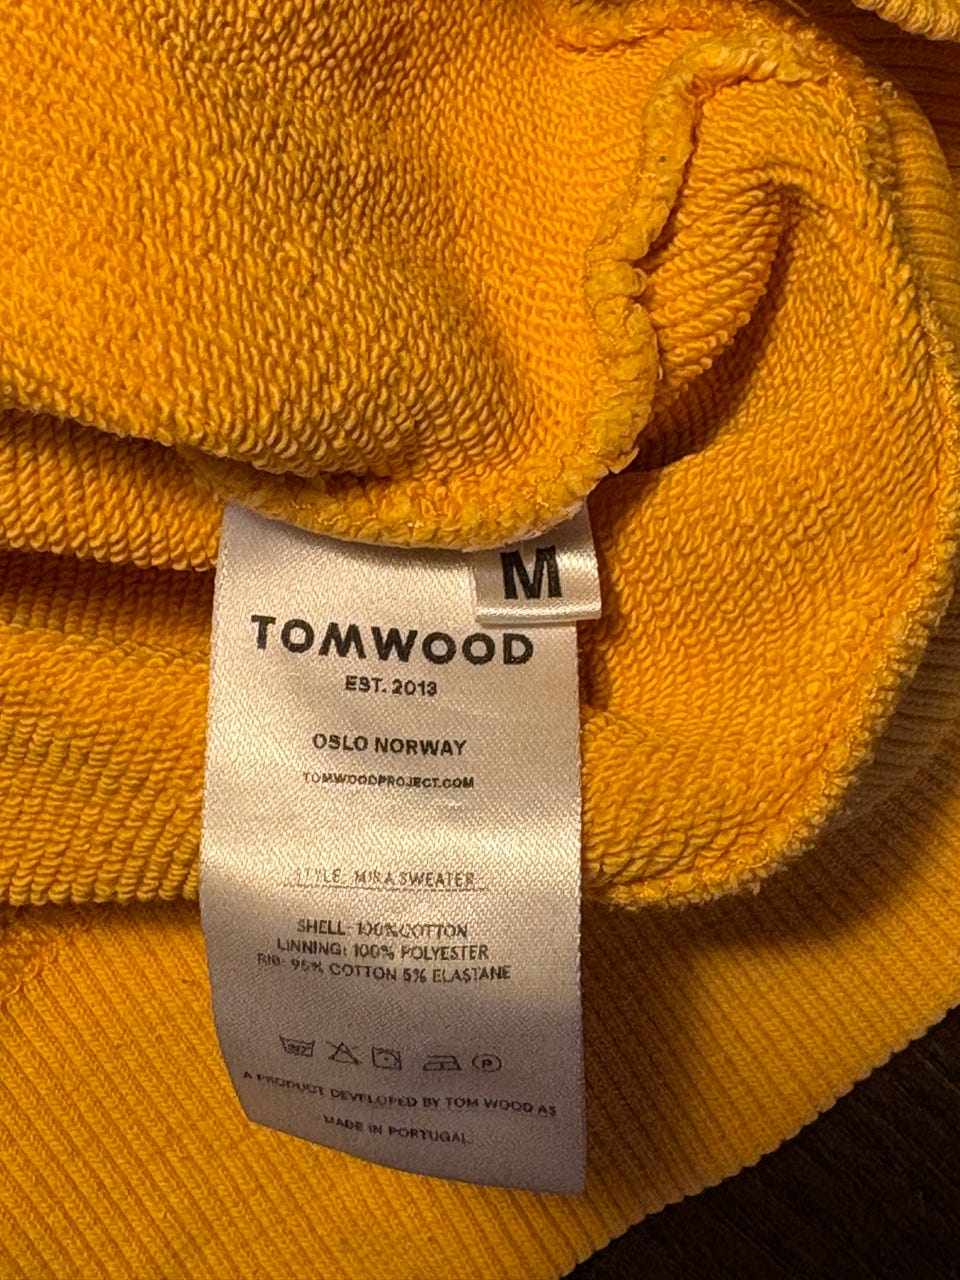 M
TOMWOOD
EST. 2013
OSLO NORWAY
TOMWOODPROJECT.COM
STYLE: MIRA SWEATER
SHELL: 100% COTTON
LINNING: 100% POLYESTER
RIB: 95% COTTON 5% ELASTANE
P
A PRODUCT DEVELOPED BY TOM WOOD AS
MADE IN PORTUGAL